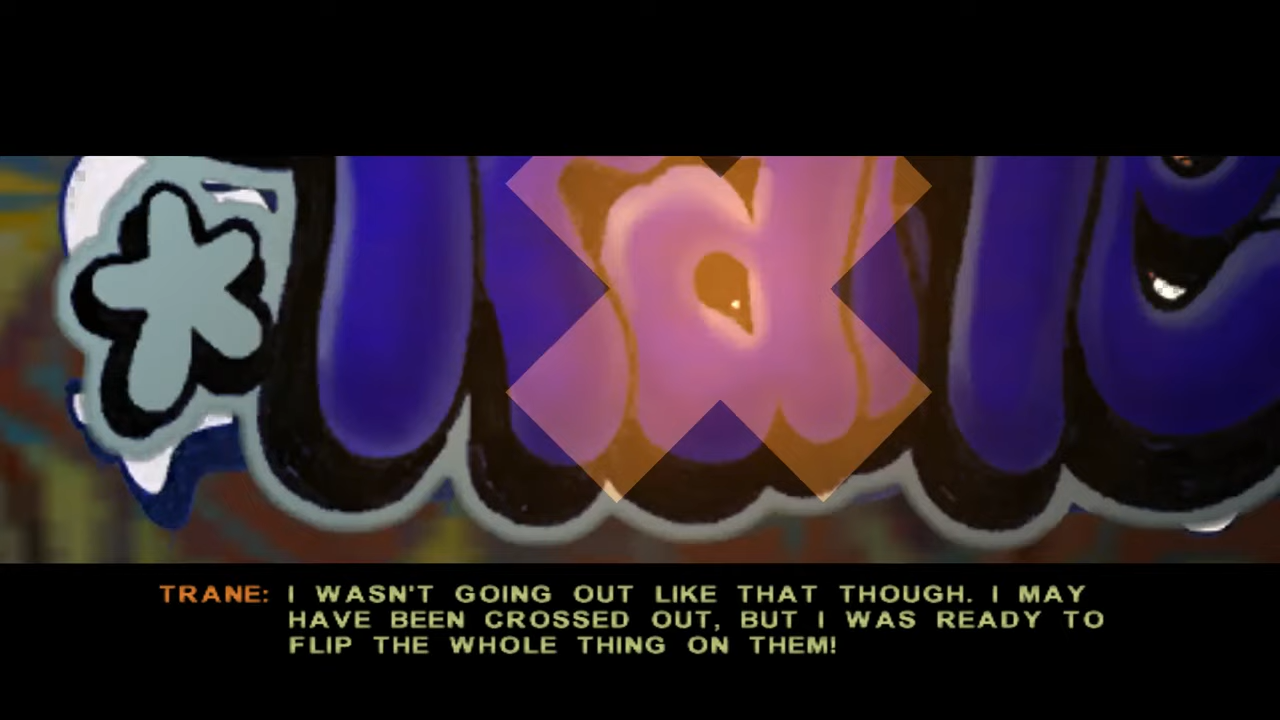 Trane
TRANE: I WASN'T GOING OUT LIKE THAT THOUGH. I MAY
HAVE BEEN CROSSED OUT, BUT I WAS READY TO
FLIP THE WHOLE THING ON THEM!